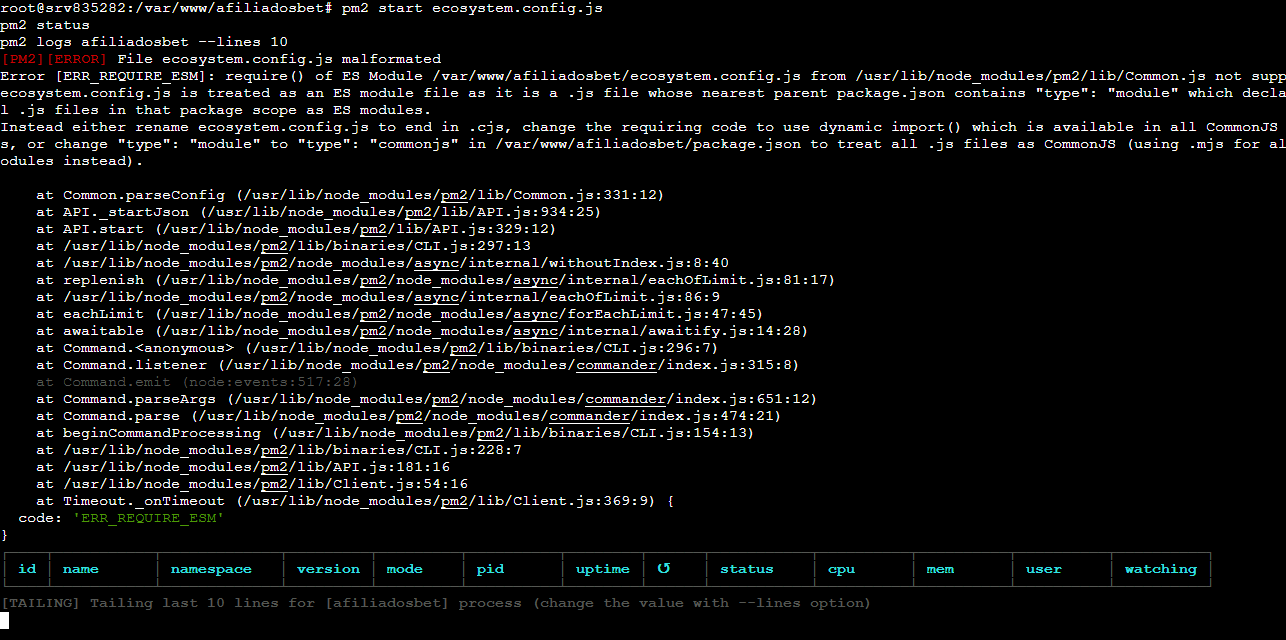 root@srv835282:/var/www/afiliadosbet# pm2 start ecosystem.config.js
pm2 status
pm2 logs afiliadosbet --lines 10
[PM2][ERROR] File ecosystem.config.js malformated
Error [ERR_REQUIRE_ESM]: require() of ES Module /var/www/afiliadosbet/ecosystem.config.js from /usr/lib/node_modules/pm2/lib/Common.js not supp
ecosystem.config.js is treated as an ES module file as it is a .js file whose nearest parent package.json contains "type": "module" which decla
l .js files in that package scope as ES modules.
Instead either rename ecosystem.config.js to end in .cjs, change the requiring code to use dynamic import() which is available in all CommonJS
s, or change "type": "module" to "type": "commonjs" in /var/www/afiliadosbet/package.json to treat all .js files as CommonJS (using .mjs for al
odules instead).
at Common.parseConfig (/usr/lib/node_modules/pm2/lib/Common.js:331:12)
at API._startJson (/usr/lib/node_modules/pm2/lib/API.js:934:25)
at API.start (/usr/lib/node_modules/pm2/lib/API.js:329:12)
at /usr/lib/node_modules/pm2/lib/binaries/CLI.js:297:13
at /usr/lib/node_modules/pm2/node_modules/async/internal/withoutIndex.js:8:40
at replenish (/usr/lib/node_modules/pm2/node_modules/async/internal/eachOfLimit.js:81:17)
at /usr/lib/node_modules/pm2/node_modules/async/internal/eachOfLimit.js:86:9
at eachLimit (/usr/lib/node_modules/pm2/node_modules/async/forEachLimit.js:47:45)
at awaitable (/usr/lib/node_modules/pm2/node_modules/async/internal/awaitify.js:14:28)
at Command.<anonymous> (/usr/lib/node_modules/pm2/lib/binaries/CLI.js:296:7)
at Command.listener (/usr/lib/node_modules/pm2/node_modules/commander/index.js:315:8)
at Command.emit (node:events:517:28)
at Command.parseArgs (/usr/lib/node_modules/pm2/node_modules/commander/index.js:651:12)
at Command.parse (/usr/lib/node_modules/pm2/node_modules/commander/index.js:474:21)
at beginCommandProcessing (/usr/lib/node_modules/pm2/lib/binaries/CLI.js:154:13)
at /usr/lib/node_modules/pm2/lib/binaries/CLI.js:228:7
at /usr/lib/node_modules/pm2/lib/API.js:181:16
at /usr/lib/node_modules/pm2/lib/Client.js:54:16
at Timeout._onTimeout (/usr/lib/node_modules/pm2/lib/Client.js:369:9) {
code: 'ERR_REQUIRE_ESM'
}
id name namespace version mode pid uptime ↺ status cpu mem user watching
[TAILING] Tailing last 10 lines for [afiliadosbet] process (change the value with --lines option)